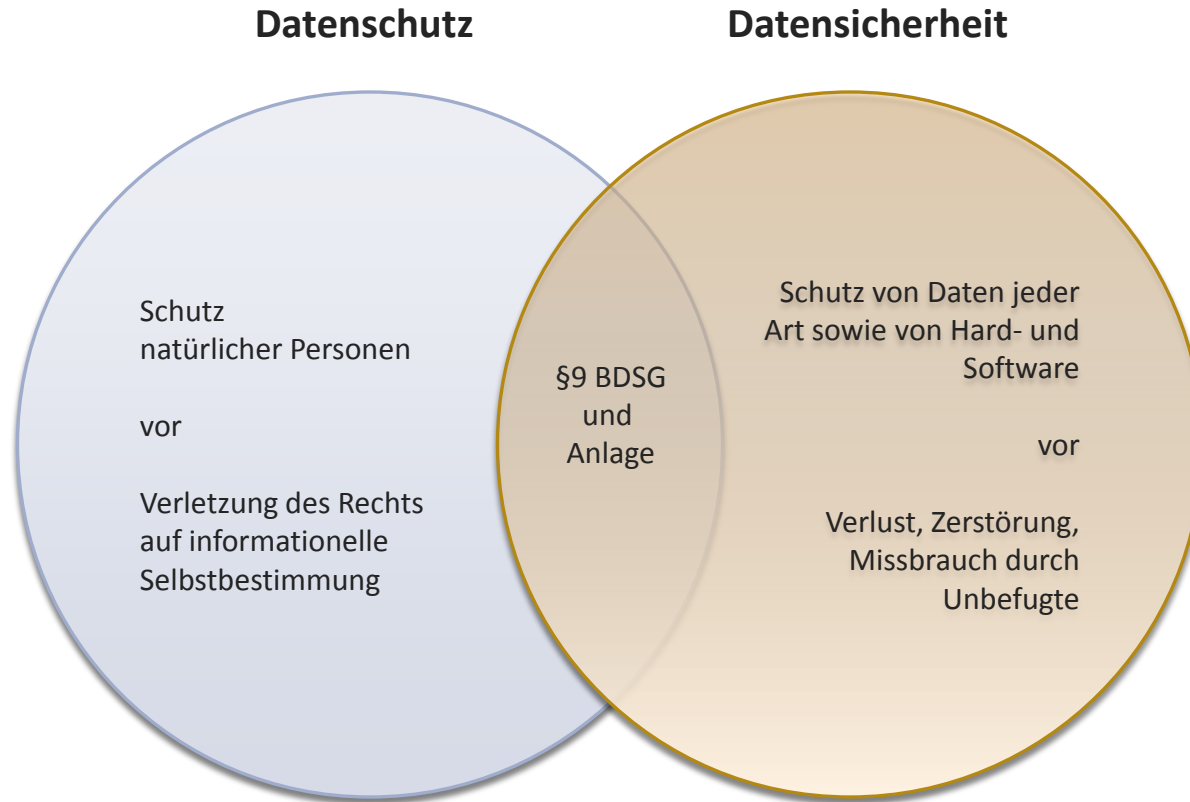 Datenschutz
Datensicherheit
Schutz
natürlicher Personen
vor
Verletzung des Rechts
auf informationelle
Selbstbestimmung
§9 BDSG
und
Anlage
Schutz von Daten jeder
Art sowie von Hard- und
Software
vor
Verlust, Zerstörung,
Missbrauch durch
Unbefugte